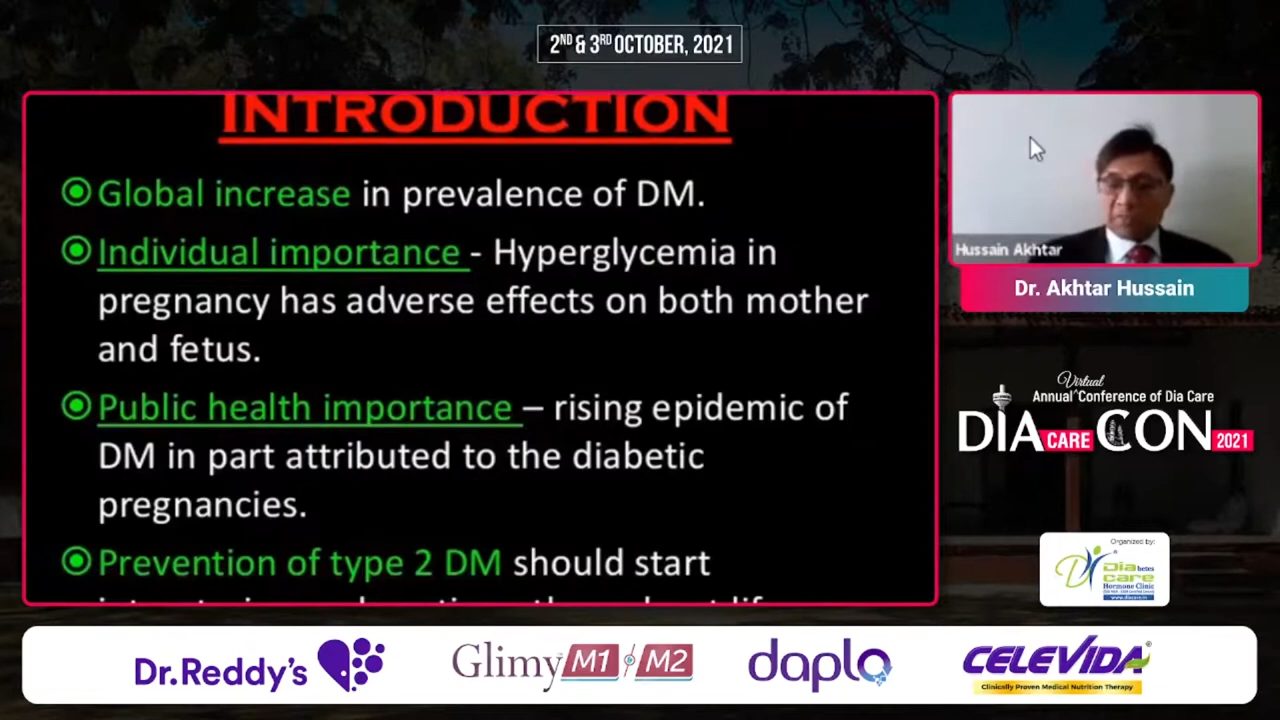 2ND & 3RD OCTOBER, 2021
INTRODUCTION
Global increase in prevalence of DM.
Individual importance - Hyperglycemia in
pregnancy has adverse effects on both mother
and fetus.
Public health importance – rising epidemic of
DM in part attributed to the diabetic
pregnancies.
Prevention of type 2 DM should start
Hussain Akhtar
Dr. Akhtar Hussain
Virtual
Annual Conference of Dia Care
DIA CARE CON 2021
Organized by:
Diabetes
care
Hormone Clinic
www.diacare.in
Dr.Reddy's
Glimy M1 / M2
daplo
CELEVIDA
Clinically Proven Medical Nutrition Therapy